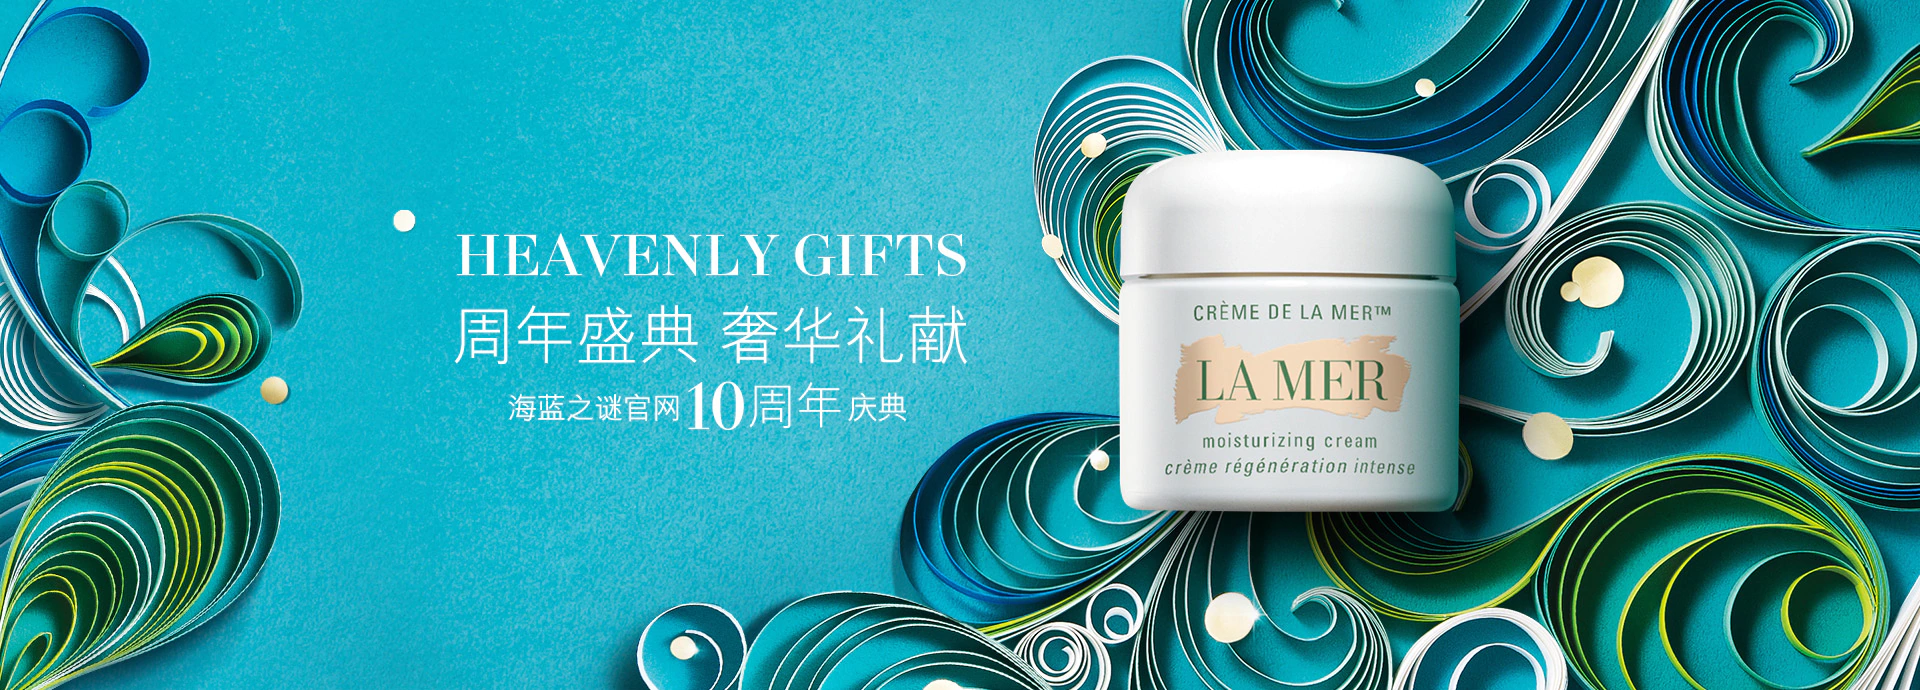 HEAVENLY GIFTS
周年盛典 奢华礼献
海蓝之谜官网10周年庆典
CRÈME DE LA MER™
LA MER
moisturizing cream
crème régénération intense